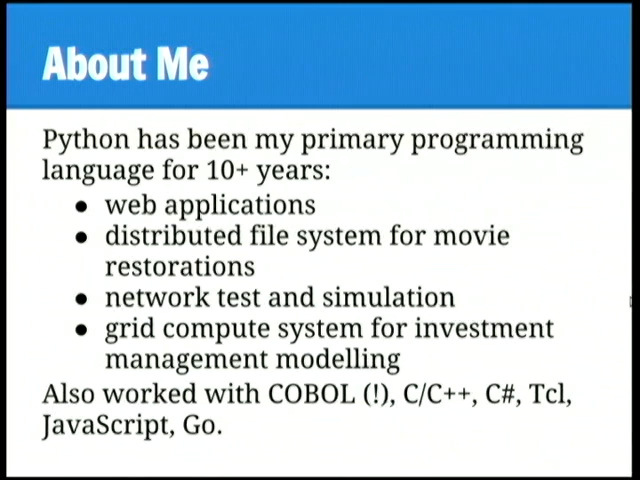 About Me
Python has been my primary programming
language for 10+ years:
● web applications
● distributed file system for movie
restorations
● network test and simulation
● grid compute system for investment
management modelling
Also worked with COBOL (!), C/C++, C#, Tcl,
JavaScript, Go.